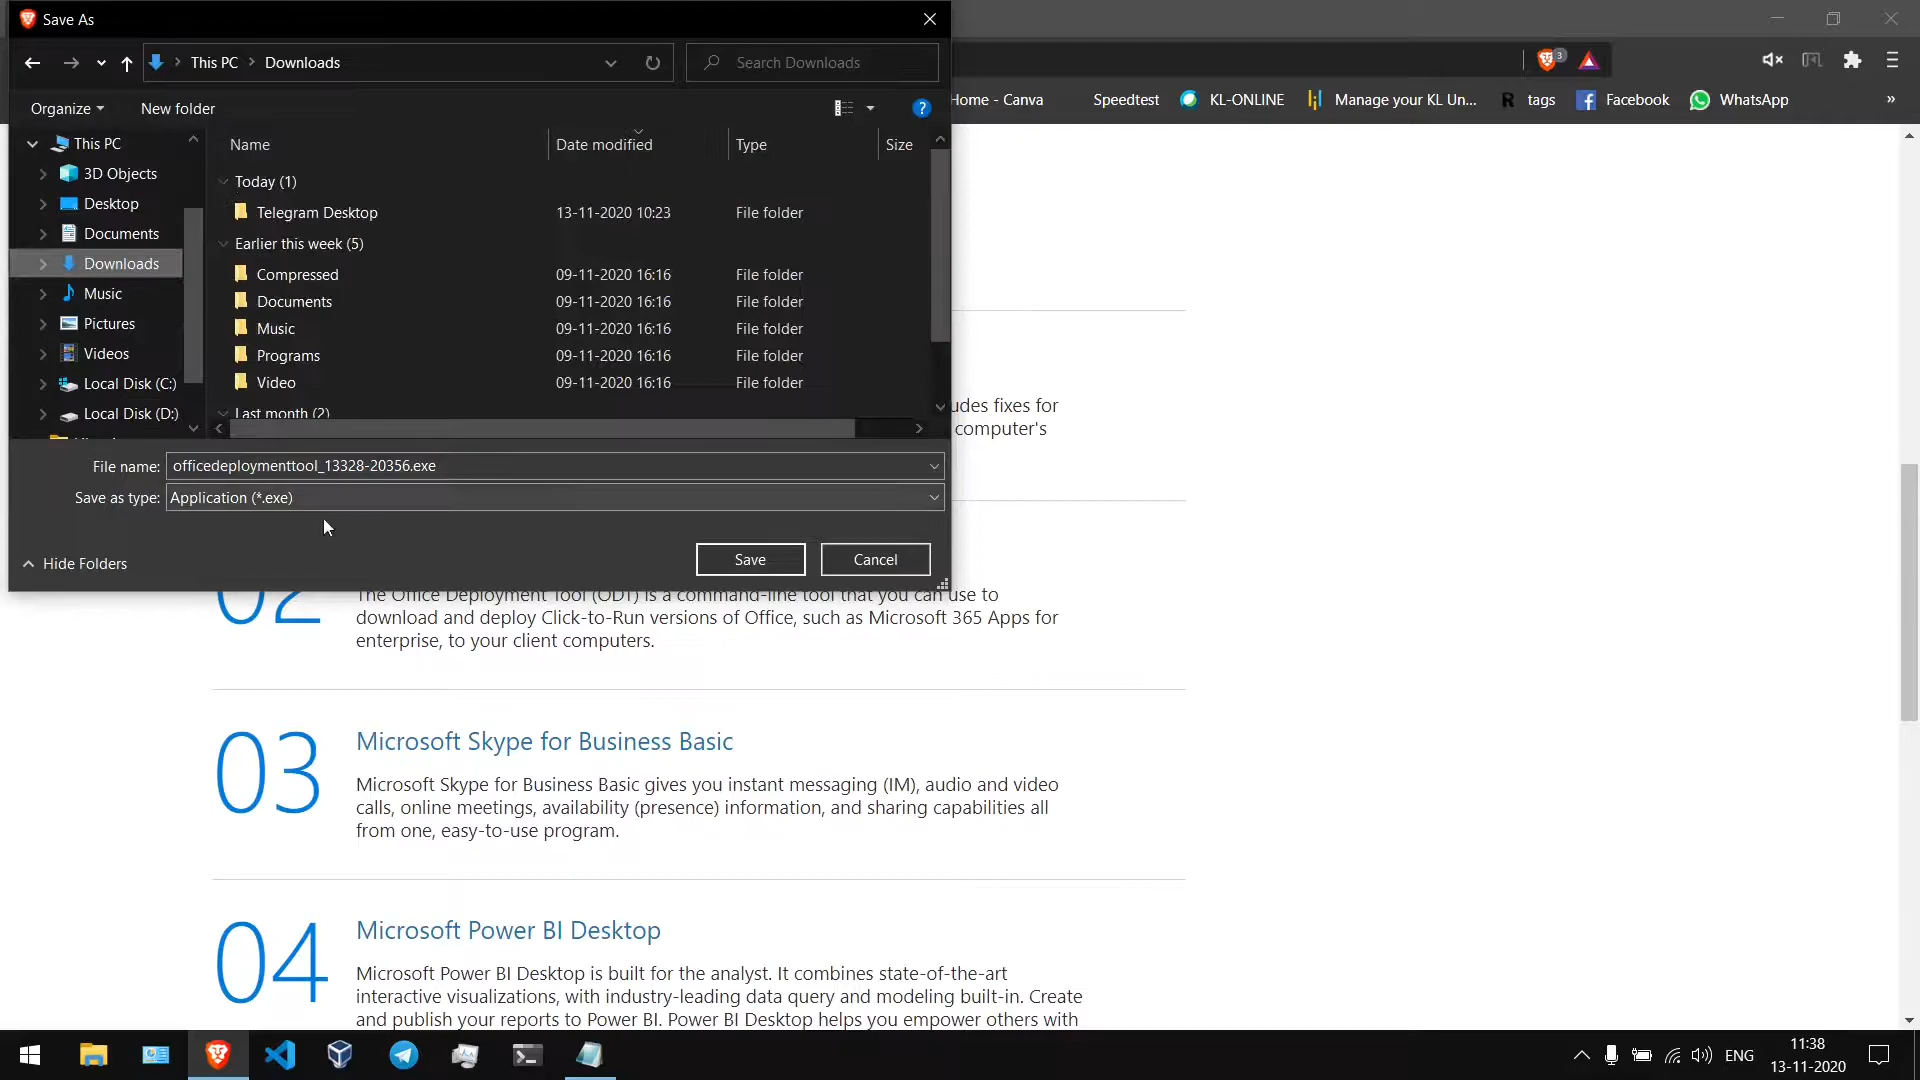 Save As
This PC
Downloads
Search Downloads
Organize
New folder
?
3
Home - Canva
Speedtest
KL-ONLINE
Manage your KL Un...
R
tags
Facebook
WhatsApp
»
This PC
3D Objects
Desktop
Documents
Downloads
Music
Pictures
Videos
Local Disk (C:)
Local Disk (D:)
Name
Date modified
Type
Size
Today (1)
Telegram Desktop
13-11-2020 10:23
File folder
Earlier this week (5)
Compressed
09-11-2020 16:16
File folder
Documents
09-11-2020 16:16
File folder
Music
09-11-2020 16:16
File folder
Programs
09-11-2020 16:16
File folder
Video
09-11-2020 16:16
File folder
Last month (2)
File name:
officedeploymenttool_13328-20356.exe
Save as type:
Application (*.exe)
Hide Folders
Save
Cancel
udes fixes for
computer's
02
The Office Deployment Tool (ODT) is a command-line tool that you can use to
download and deploy Click-to-Run versions of Office, such as Microsoft 365 Apps for
enterprise, to your client computers.
03
Microsoft Skype for Business Basic
Microsoft Skype for Business Basic gives you instant messaging (IM), audio and video
calls, online meetings, availability (presence) information, and sharing capabilities all
from one, easy-to-use program.
04
Microsoft Power BI Desktop
Microsoft Power BI Desktop is built for the analyst. It combines state-of-the-art
interactive visualizations, with industry-leading data query and modeling built-in. Create
and publish your reports to Power BI. Power BI Desktop helps you empower others with
ENG
11:38
13-11-2020